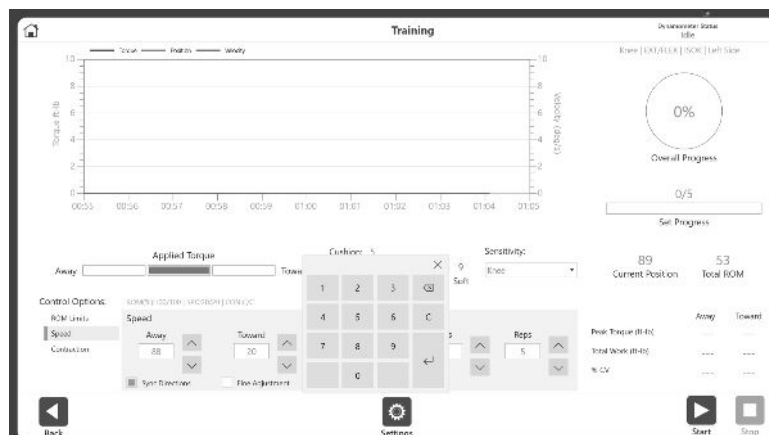 Training
Dynamometer Status
Idle
Torque Position Velocity
Knee | EXT/FLEX | ISOK | Left Side
10 8 6 4 2 0
Torque ft-lb
10 8 6 4 2 0
Velocity (deg/s)
00:55 00:56 00:57 00:58 00:59 01:00 01:01 01:02 01:03 01:04 01:05
0%
Overall Progress
0/5
Set Progress
Applied Torque
Away
Cushion: 5
9
Soft
Sensitivity:
Knee
89
Current Position
53
Total ROM
Control Options:
ROM Limits
Speed
Contraction
Speed
Away
88
Toward
20
Sync Directions
Fine Adjustment
1 2 3
4 5 6 C
7 8 9
0
Reps
5
Away Toward
Peak Torque (ft-lb) --- ---
Total Work (ft-lb) --- ---
% C.V. --- ---
Back
Settings
Start
Stop